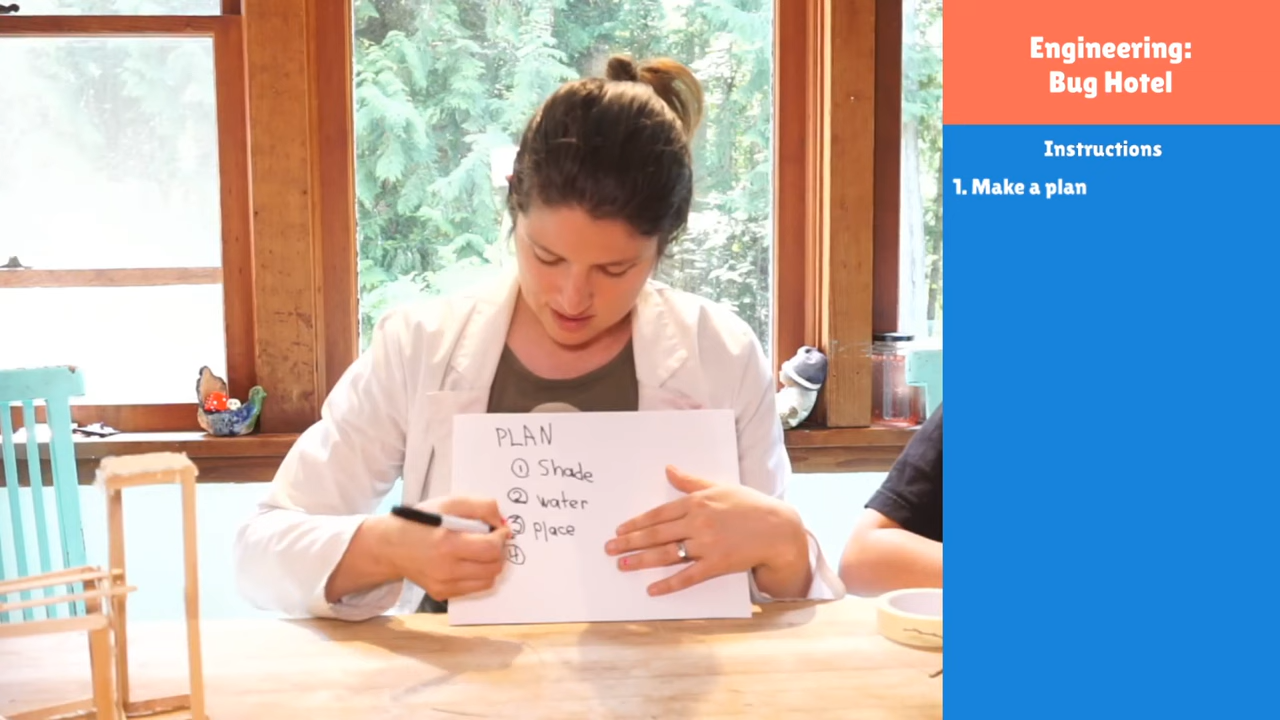 Engineering:
Bug Hotel
Instructions
1. Make a plan
PLAN
① Shade
② water
③ place
④